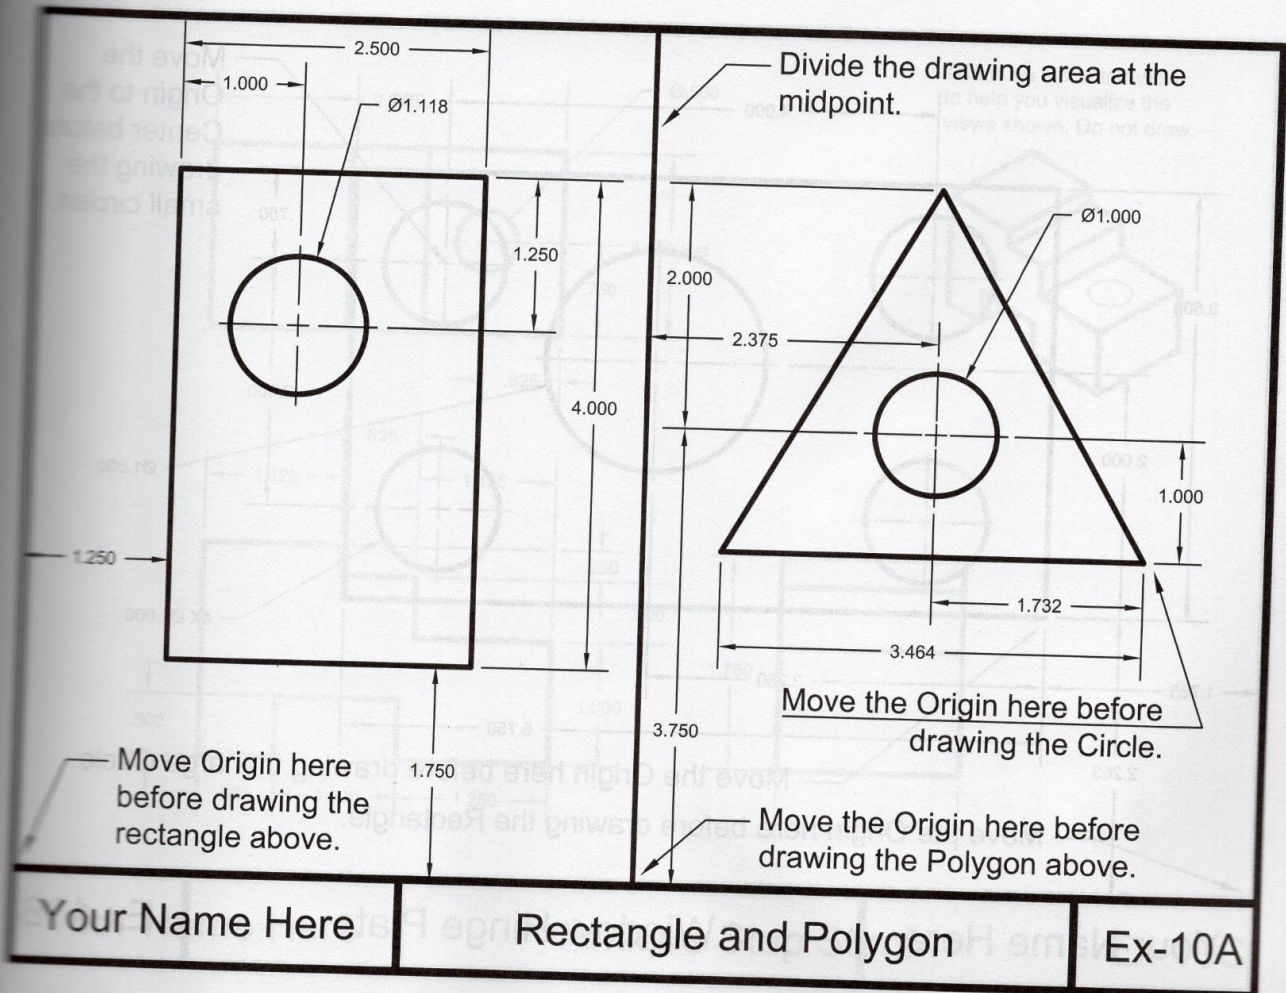 2.500
1.000
Ø1.118
Divide the drawing area at the
midpoint.
Ø1.000
1.250
2.000
2.375
4.000
1.000
1.250
1.732
3.464
Move the Origin here before
drawing the Circle.
3.750
1.750
Move Origin here
before drawing the
rectangle above.
Move the Origin here before
drawing the Polygon above.
Your Name Here
Rectangle and Polygon
Ex-10A